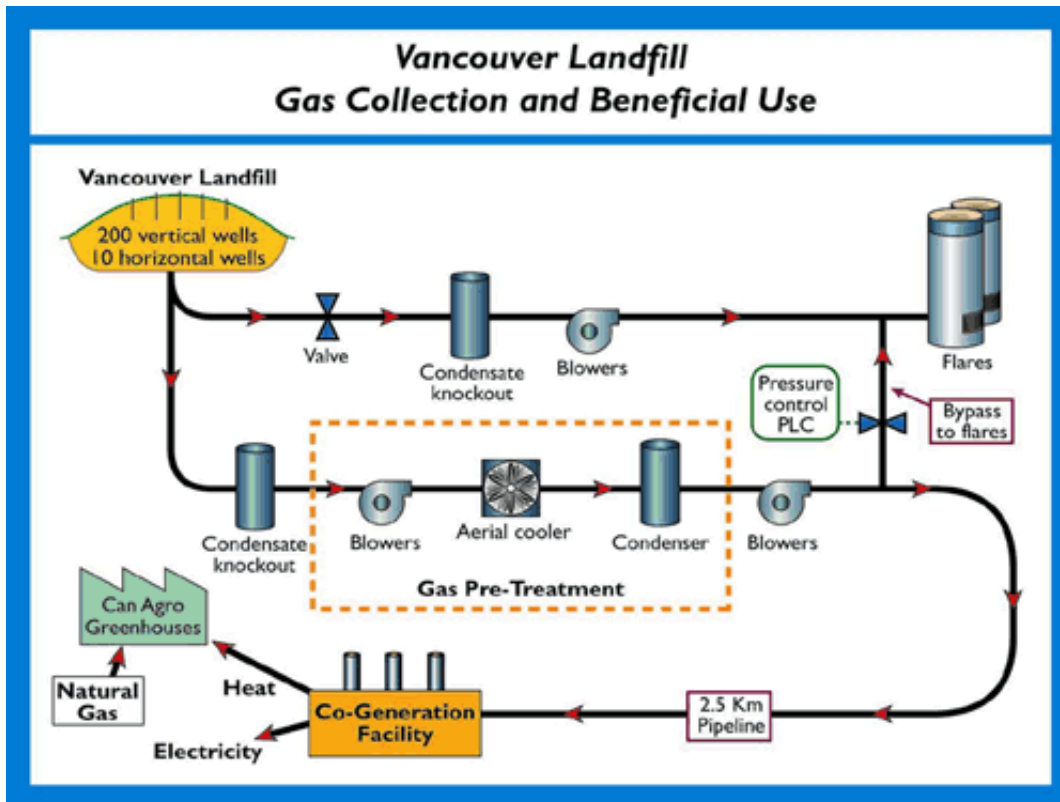 Vancouver Landfill
Gas Collection and Beneficial Use
Vancouver Landfill
200 vertical wells
10 horizontal wells
Valve
Condensate
knockout
Blowers
Flares
Pressure
control
PLC
Bypass
to flares
Condensate
knockout
Blowers
Aerial cooler
Condenser
Blowers
Gas Pre-Treatment
Can Agro
Greenhouses
Natural
Gas
Heat
Electricity
Co-Generation
Facility
2.5 Km
Pipeline